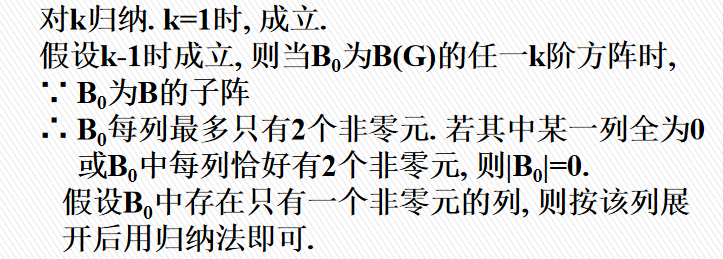 对k归纳. k=1时, 成立.
假设k-1时成立, 则当B₀为B(G)的任一k阶方阵时,
∵ B₀为B的子阵
∴ B₀每列最多只有2个非零元. 若其中某一列全为0
或B₀中每列恰好有2个非零元, 则|B₀|=0.
假设B₀中存在只有一个非零元的列, 则按该列展
开后用归纳法即可.